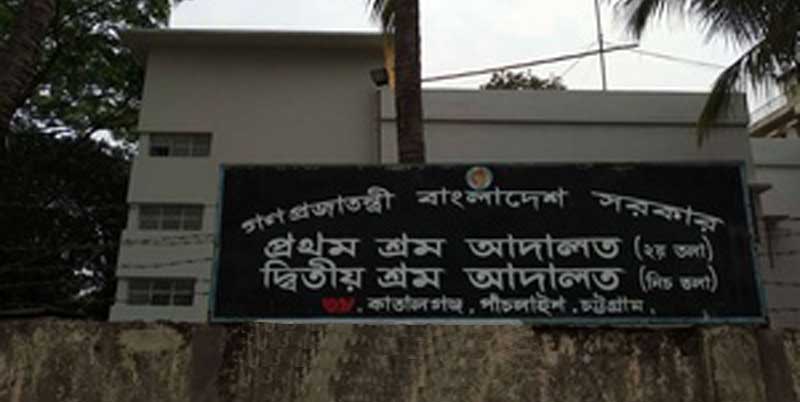 গণপ্রজাতন্ত্রী বাংলাদেশ সরকার
প্রথম শ্রম আদালত (২য় তলা)
দ্বিতীয় শ্রম আদালত (নিচ তলা)
৩৮, কাতালগঞ্জ, পাঁচলাইশ, চট্টগ্রাম,